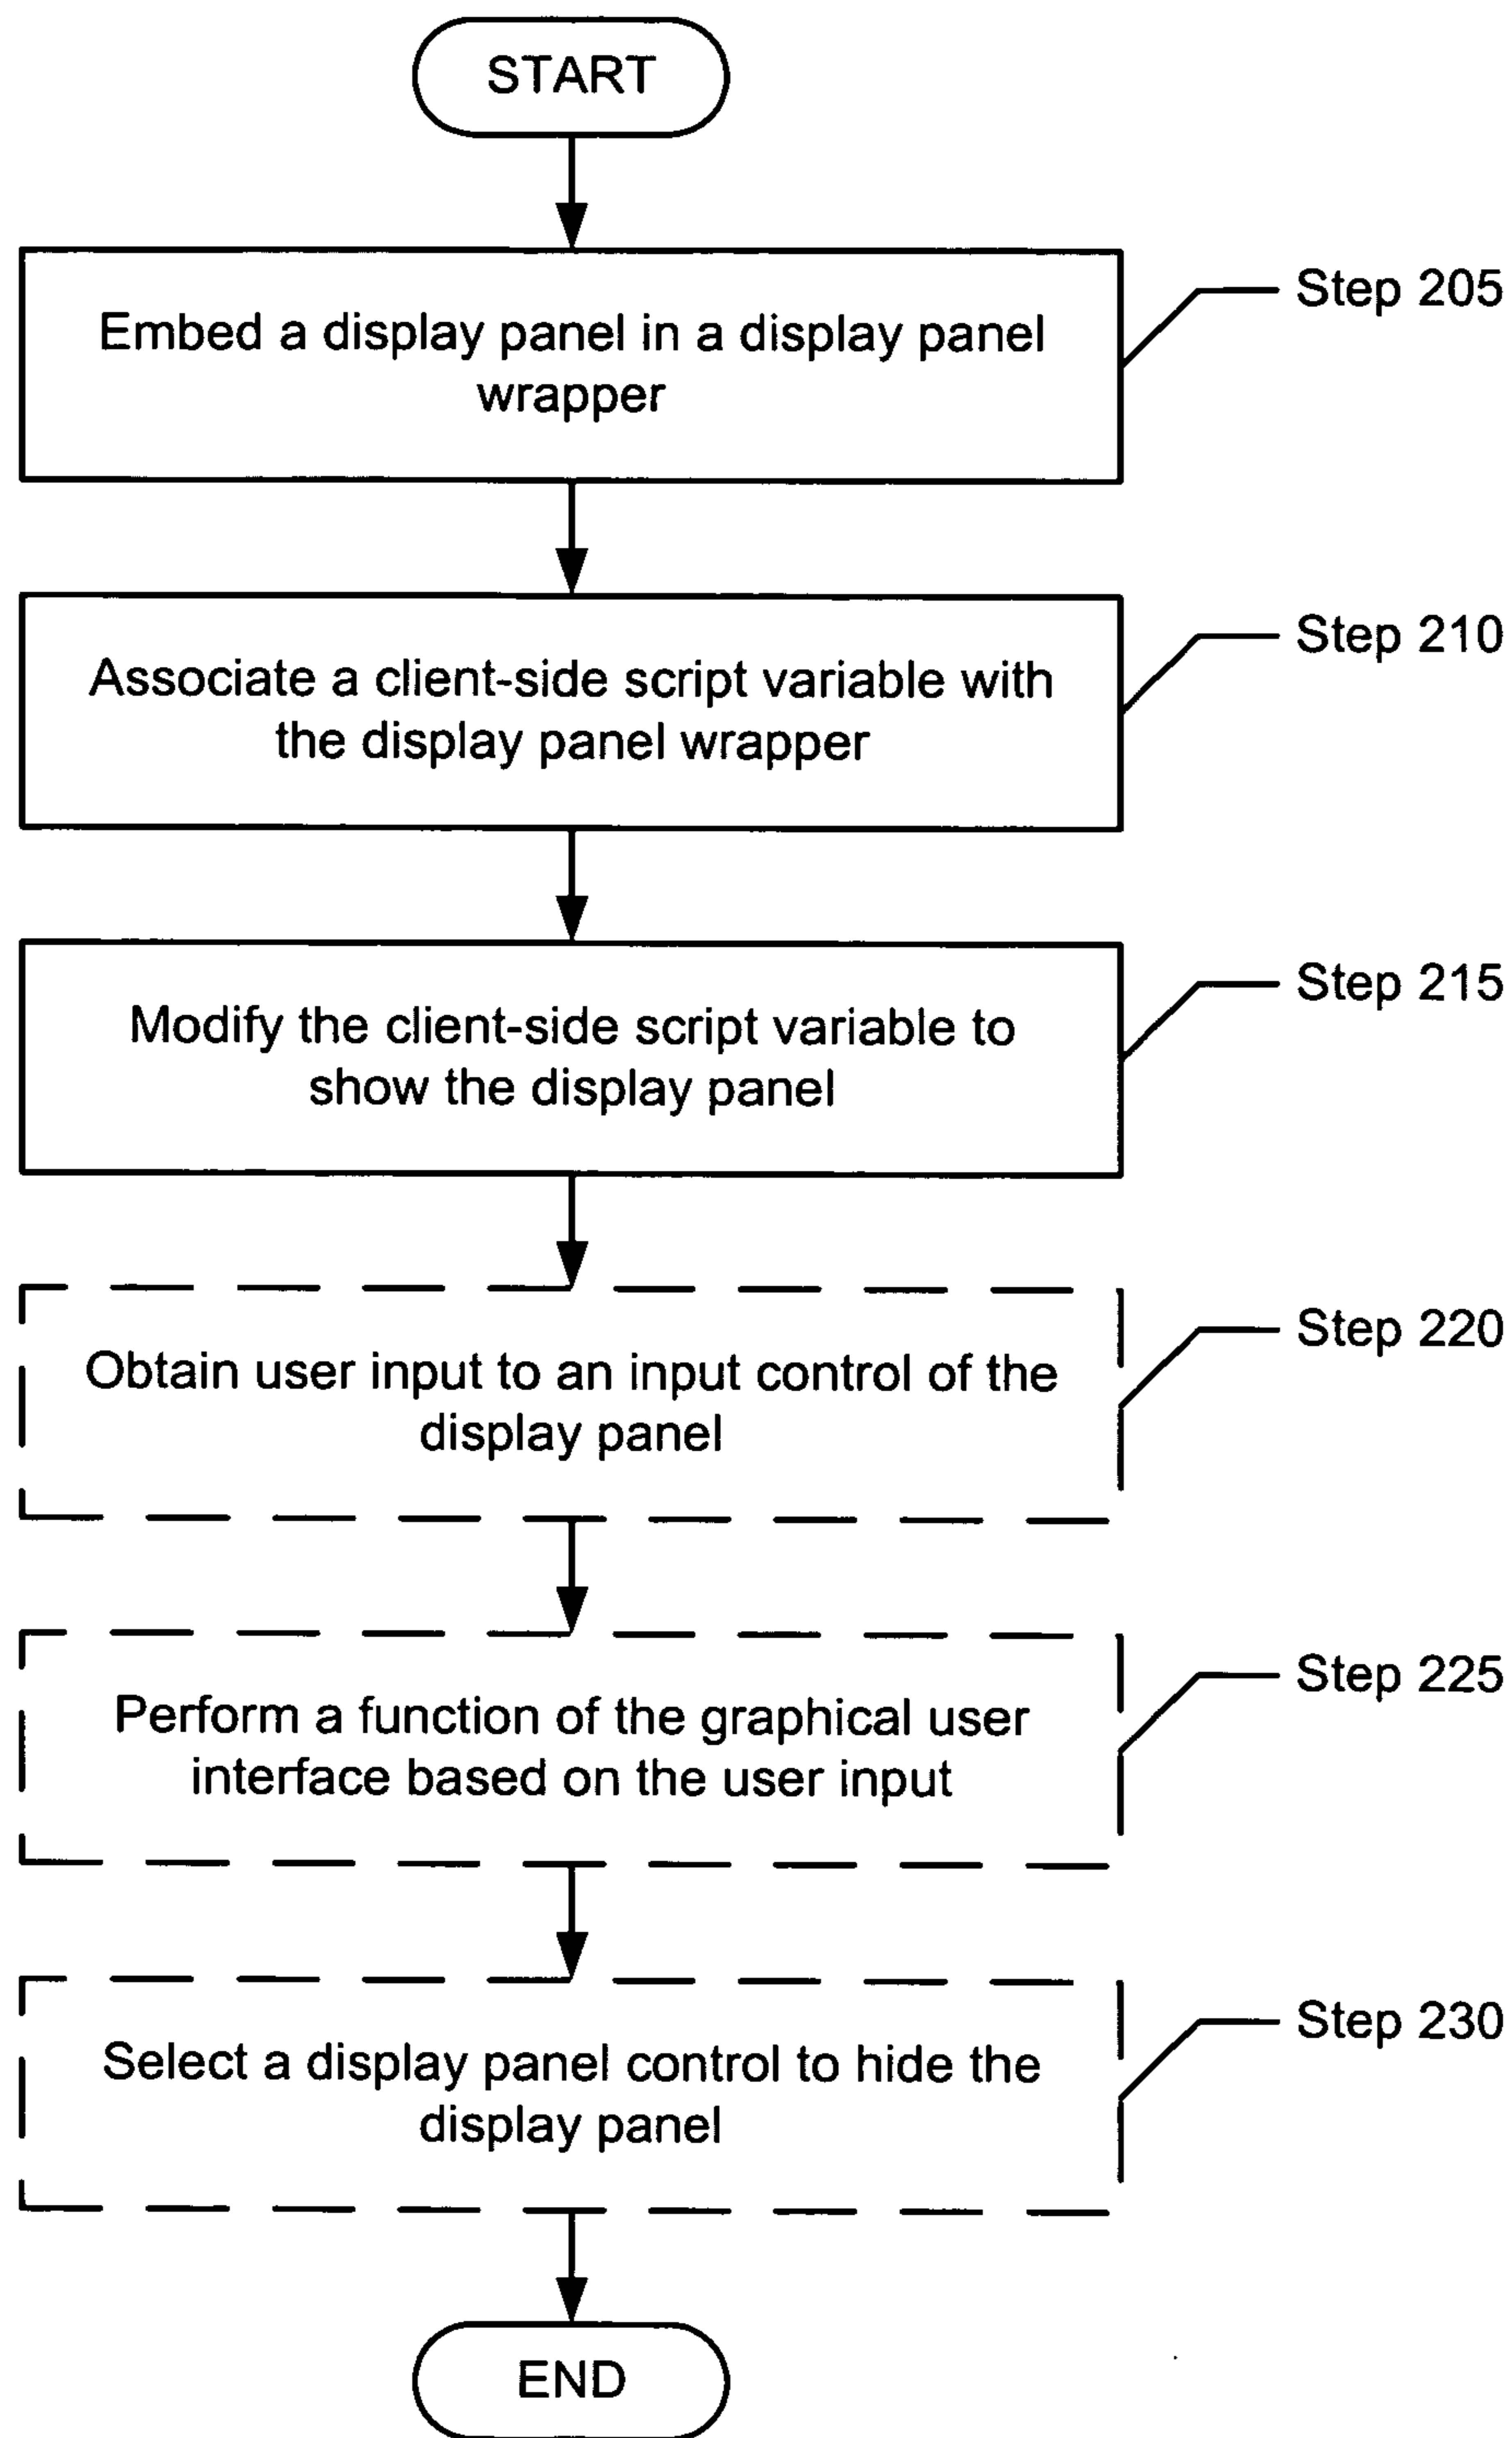 START
Embed a display panel in a display panel
wrapper
Step 205
Associate a client-side script variable with
the display panel wrapper
Step 210
Modify the client-side script variable to
show the display panel
Step 215
Obtain user input to an input control of the
display panel
Step 220
Perform a function of the graphical user
interface based on the user input
Step 225
Select a display panel control to hide the
display panel
Step 230
END